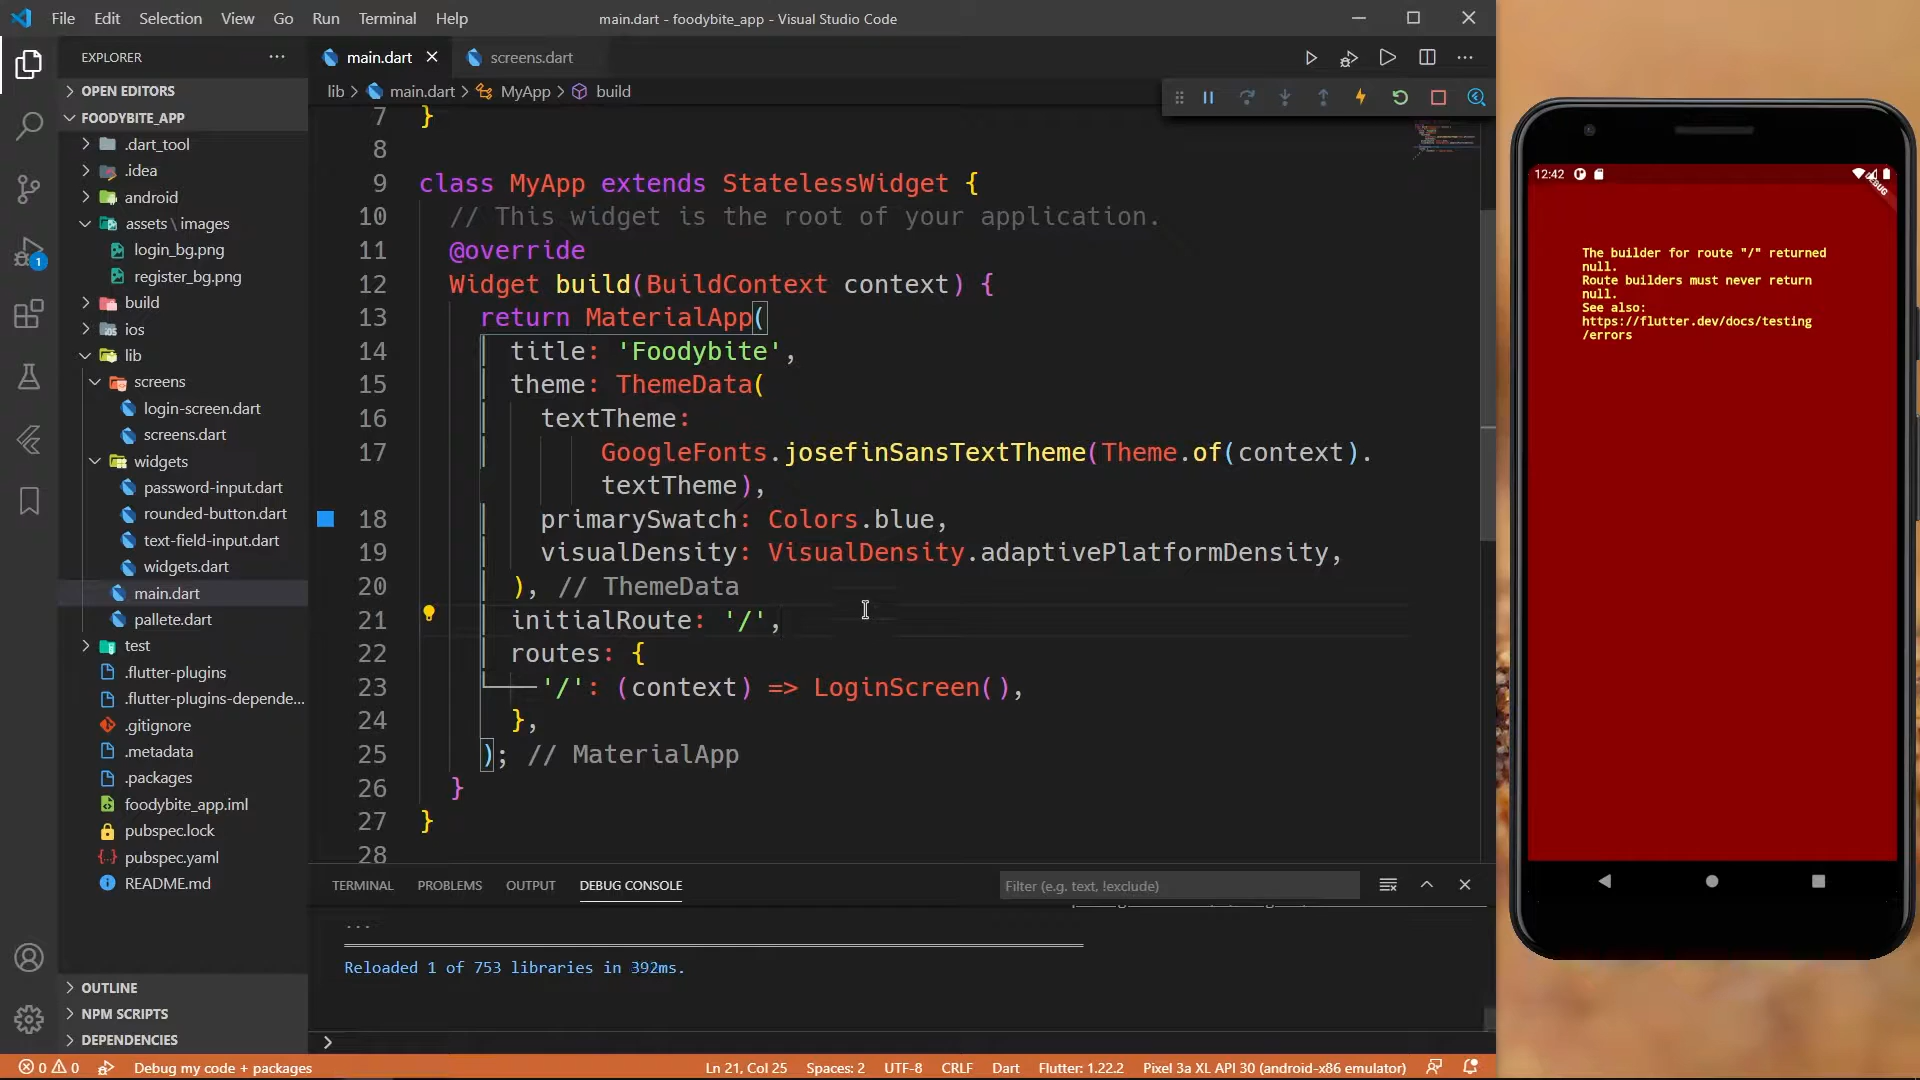 File Edit Selection View Go Run Terminal Help
main.dart - foodybite_app - Visual Studio Code
EXPLORER
OPEN EDITORS
FOODYBITE_APP
.dart_tool
.idea
android
assets\images
login_bg.png
register_bg.png
build
ios
lib
screens
login-screen.dart
screens.dart
widgets
password-input.dart
rounded-button.dart
text-field-input.dart
widgets.dart
main.dart
pallete.dart
test
.flutter-plugins
.flutter-plugins-depende...
.gitignore
.metadata
.packages
foodybite_app.iml
pubspec.lock
pubspec.yaml
README.md
OUTLINE
NPM SCRIPTS
DEPENDENCIES
1
main.dart screens.dart
lib > main.dart > MyApp > build
7 }
8
9 class MyApp extends StatelessWidget {
10 // This widget is the root of your application.
11 @override
12 Widget build(BuildContext context) {
13 return MaterialApp(
14 title: 'Foodybite',
15 theme: ThemeData(
16 textTheme:
17 GoogleFonts.josefinSansTextTheme(Theme.of(context).
textTheme),
18 primarySwatch: Colors.blue,
19 visualDensity: VisualDensity.adaptivePlatformDensity,
20 ), // ThemeData
21 initialRoute: '/',
22 routes: {
23 '/': (context) => LoginScreen(),
24 },
25 ); // MaterialApp
26 }
27 }
28
TERMINAL PROBLEMS OUTPUT DEBUG CONSOLE
Filter (e.g. text, !exclude)
...
Reloaded 1 of 753 libraries in 392ms.
>
0 0 Debug my code + packages
Ln 21, Col 25 Spaces: 2 UTF-8 CRLF Dart Flutter: 1.22.2 Pixel 3a XL API 30 (android-x86 emulator)
12:42
DEBUG
The builder for route "/" returned
null.
Route builders must never return
null.
See also:
https://flutter.dev/docs/testing
/errors